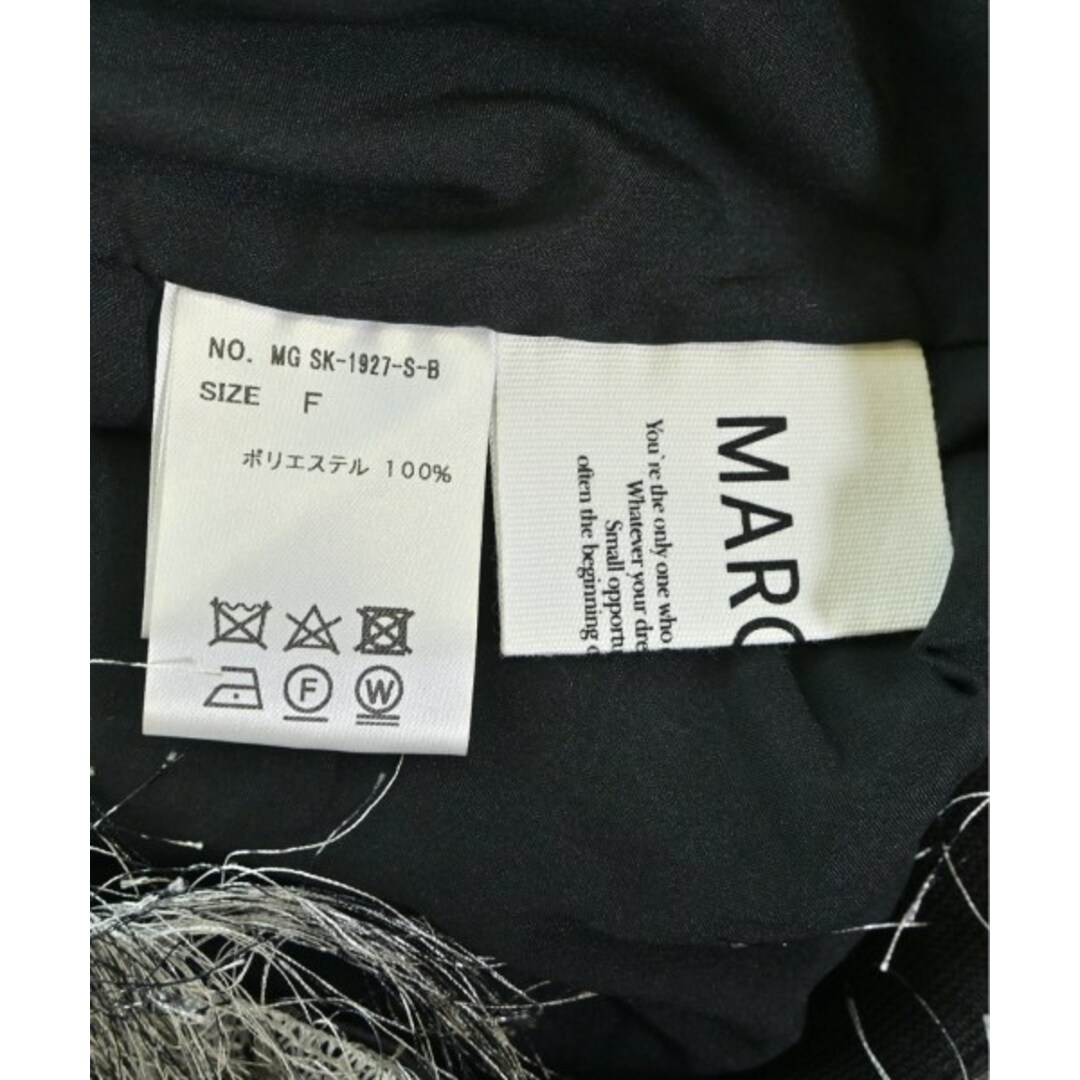 NO. MG SK-1927-S-B
SIZE F
ポリエステル 100%
F
W
MARC
You`re the only one who
Whatever your dre
Small opportu
often the beginning